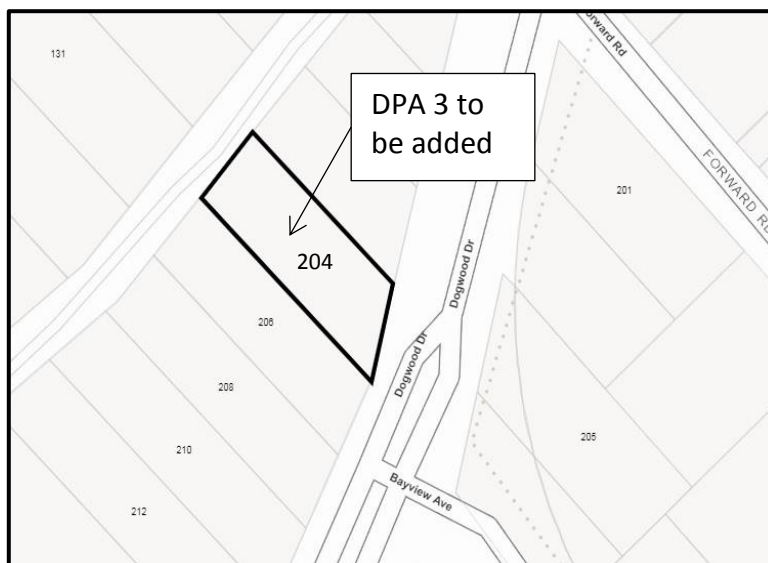 Forward Rd
131
DPA 3 to
be added
FORWARD RD
201
Dogwood Dr
204
206
Dogwood Dr
208
205
210
Bayview Ave
212